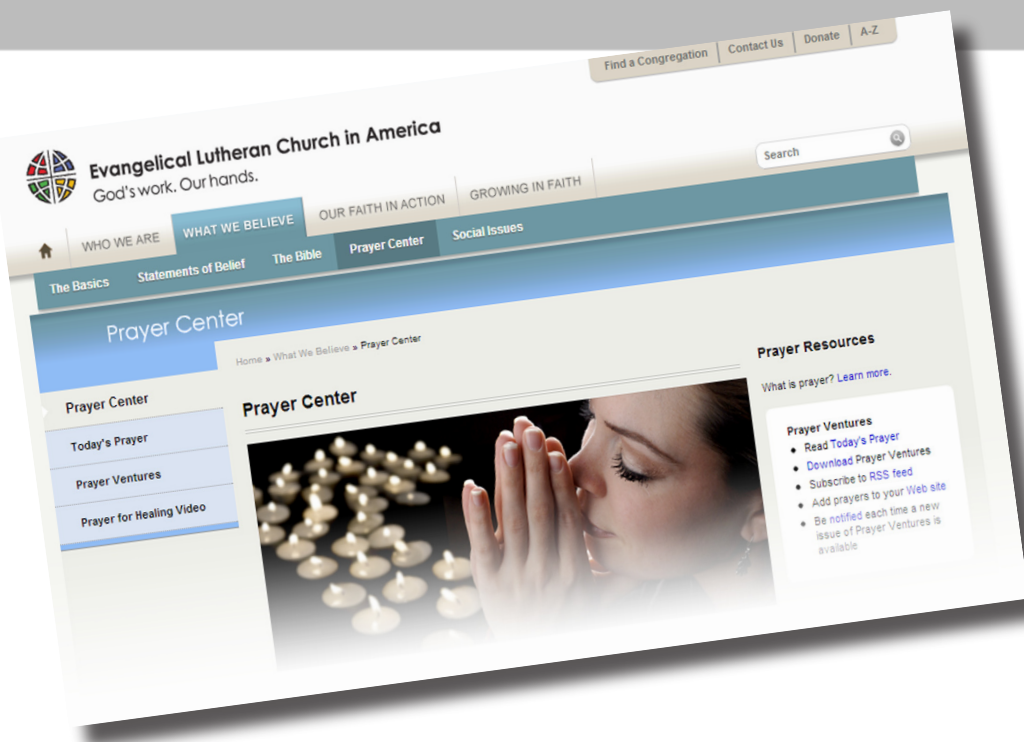 Find a Congregation Contact Us Donate A-Z
Evangelical Lutheran Church in America
God's work. Our hands.
Search
WHO WE ARE WHAT WE BELIEVE OUR FAITH IN ACTION GROWING IN FAITH
The Basics Statements of Belief The Bible Prayer Center Social Issues
Prayer Center
Home » What We Believe » Prayer Center
Prayer Center
Today's Prayer
Prayer Ventures
Prayer for Healing Video
Prayer Center
Prayer Resources
What is prayer? Learn more.
Prayer Ventures
• Read Today's Prayer
• Download Prayer Ventures
• Subscribe to RSS feed
• Add prayers to your Web site
• Be notified each time a new
issue of Prayer Ventures is
available